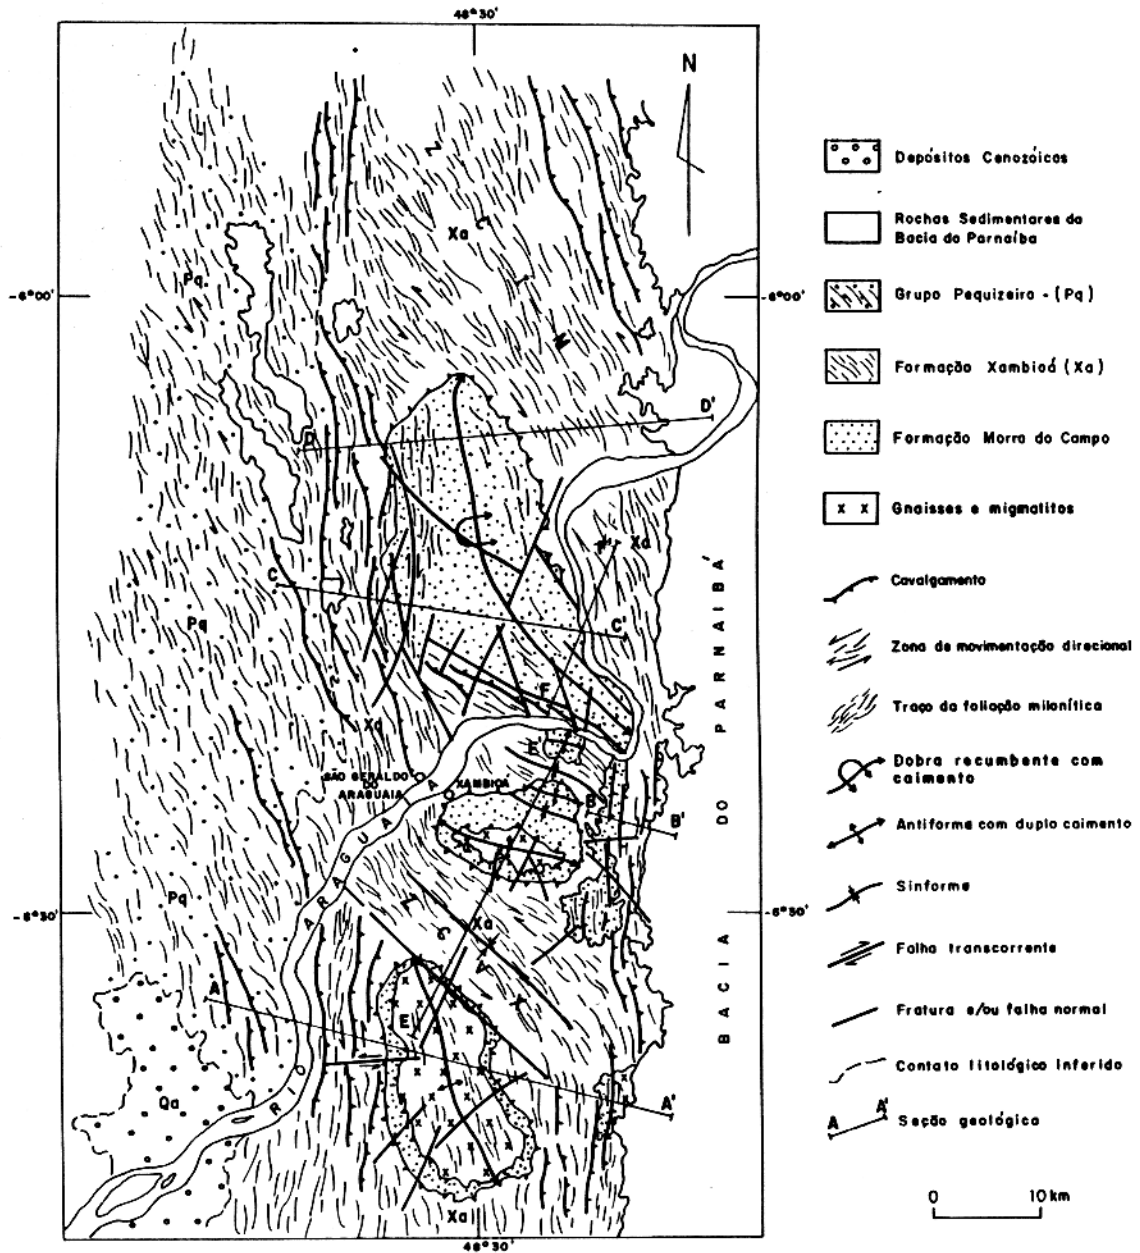 48°30'
N
Xa
Z
C
I
M
Pq.
-6°00'
-6°00'
D
D'
Xa
C
C'
Pq
F
Xa
E'
SÃO GERALDO
DO
ARAGUAIA
XAMBIOÁ
B
B'
BACIA DO PARNAIBA'
Pq
-6°30'
-6°30'
Xa
Z
C
A
X
A
E
A'
Qa
RIO ARAGUAIA
Xa
48°30'
Depósitos Cenozóicos
Rochas Sedimentares da
Bacia do Parnaíba
Grupo Pequizeiro - (Pq)
Formação Xambioá (Xa)
Formação Morro do Campo
Gnaisses e migmatitos
Cavalgamento
Zona de movimentação direcional
Traço da foliação milonítica
Dobra recumbente com
caimento
Antiforme com duplo caimento
Sinforme
Falha transcorrente
Fratura e/ou falha normal
Contato litológico inferido
A
A'
Seção geológica
0
10 km